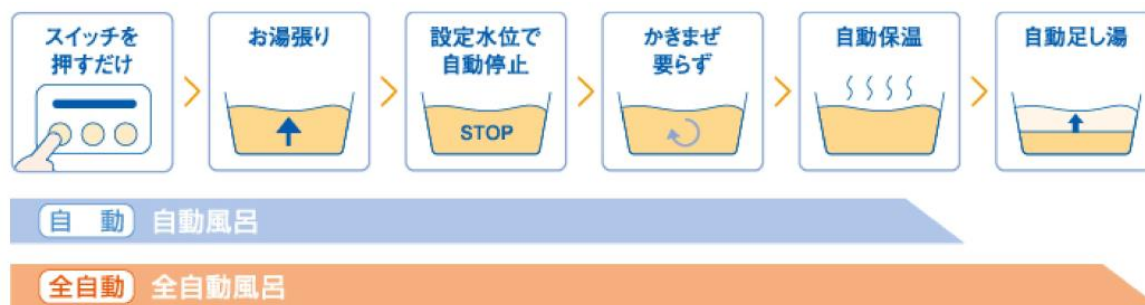 スイッチを
押すだけ
お湯張り
設定水位で
自動停止
STOP
かきまぜ
要らず
自動保温
自動足し湯
自 動 自動風呂
全自動 全自動風呂